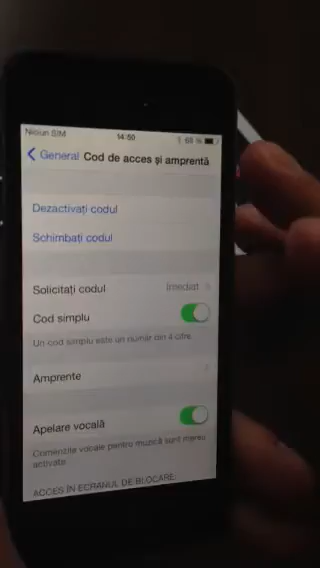 Niciun SIM 14:50 68 %
General Cod de acces și amprentă
Dezactivați codul
Schimbați codul
Solicitați codul Imediat
Cod simplu
Un cod simplu este un număr din 4 cifre.
Amprente
Apelare vocală
Comenzile vocale pentru muzică sunt mereu
activate.
ACCES ÎN ECRANUL DE BLOCARE: